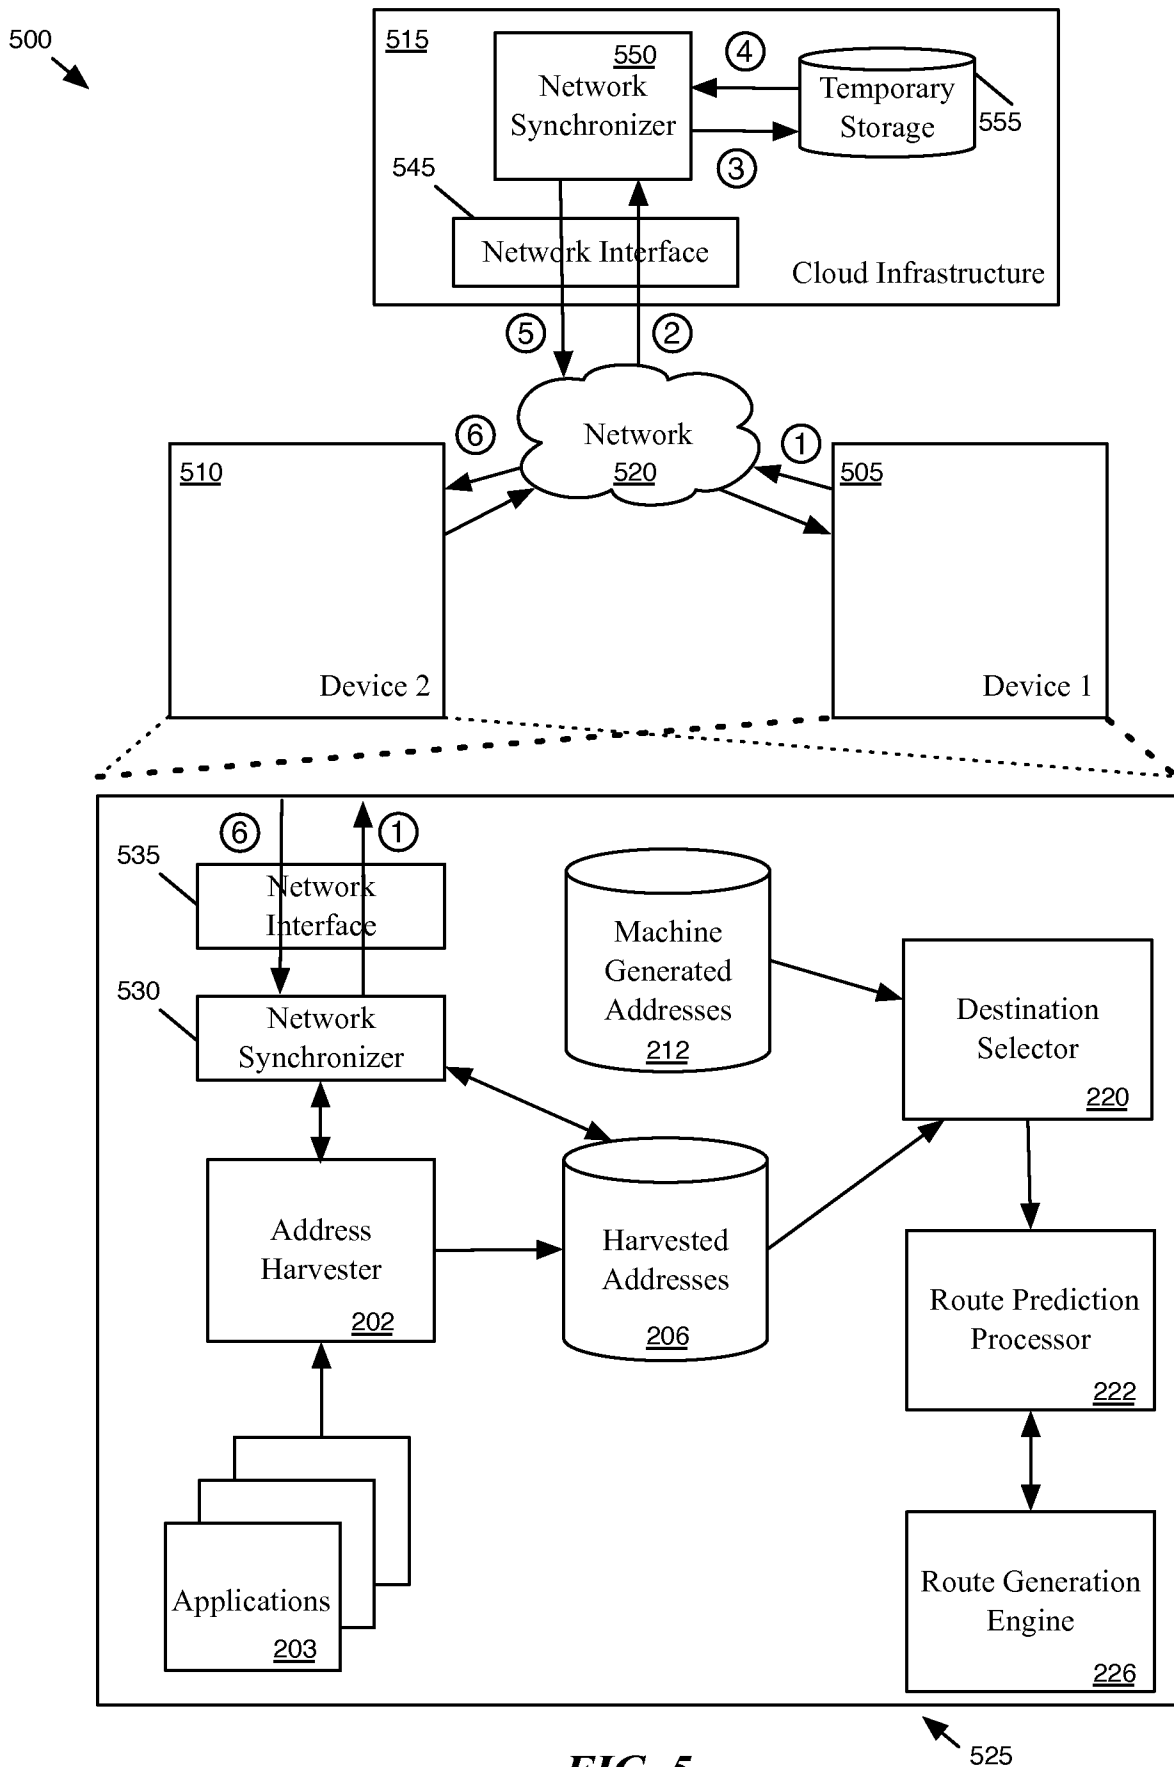 500
515
550
Network
Synchronizer
4
Temporary
Storage
555
3
545
Network Interface
Cloud Infrastructure
5
2
6
Network
520
1
510
505
Device 2
Device 1
6
1
535
Network
Interface
Machine
Generated
Addresses
212
530
Network
Synchronizer
Destination
Selector
220
Address
Harvester
202
Harvested
Addresses
206
Route Prediction
Processor
222
Applications
203
Route Generation
Engine
226
525
FIG. 5